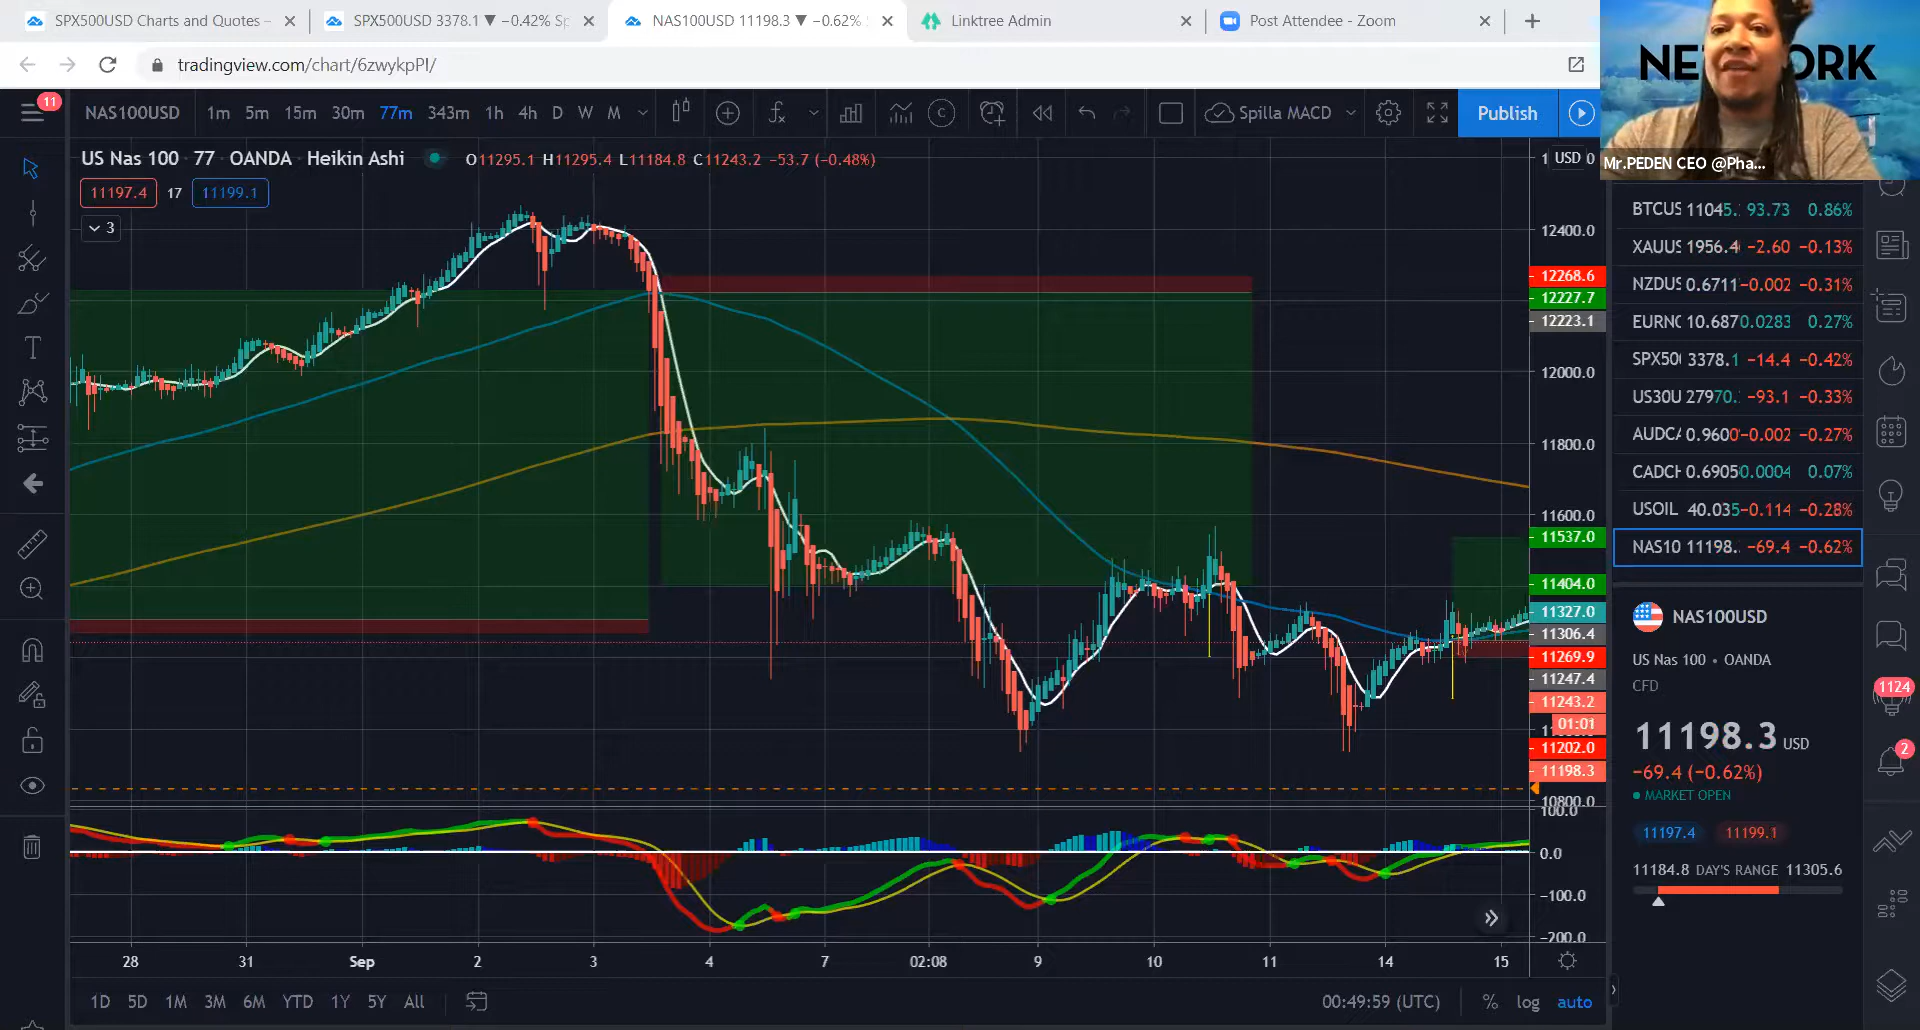 SPX500USD Charts and Quotes –
SPX500USD 3378.1 ▼ −0.42% Sp
NAS100USD 11198.3 ▼ −0.62%
Linktree Admin
Post Attendee - Zoom
tradingview.com/chart/6zwykpPI/
11
NAS100USD 1m 5m 15m 30m 77m 343m 1h 4h D W M
Spilla MACD
Publish
US Nas 100 · 77 · OANDA · Heikin Ashi
O11295.1 H11295.4 L11184.8 C11243.2 −53.7 (−0.48%)
11197.4 17 11199.1
3
USD
12400.0
12268.6
12227.7
12223.1
12000.0
11800.0
11600.0
11537.0
11404.0
11327.0
11306.4
11269.9
11247.4
11243.2
01:01
11202.0
11198.3
10800.0
100.0
0.0
−100.0
−200.0
28 31 Sep 2 3 4 7 02:08 9 10 11 14 15
1D 5D 1M 3M 6M YTD 1Y 5Y All
00:49:59 (UTC) % log auto
NE ORK
Mr.PEDEN CEO @Pha...
BTCUS 11045. 93.73 0.86%
XAUUS 1956.4 −2.60 −0.13%
NZDUS 0.6711 −0.002 −0.31%
EURNO 10.687 0.0283 0.27%
SPX50 3378.1 −14.4 −0.42%
US30U 27970. −93.1 −0.33%
AUDCA 0.9600 −0.002 −0.27%
CADCH 0.6905 0.0004 0.07%
USOIL 40.035 −0.114 −0.28%
NAS10 11198. −69.4 −0.62%
NAS100USD
US Nas 100 • OANDA
CFD
11198.3 USD
−69.4 (−0.62%)
MARKET OPEN
11197.4 11199.1
11184.8 DAY'S RANGE 11305.6
1124
2